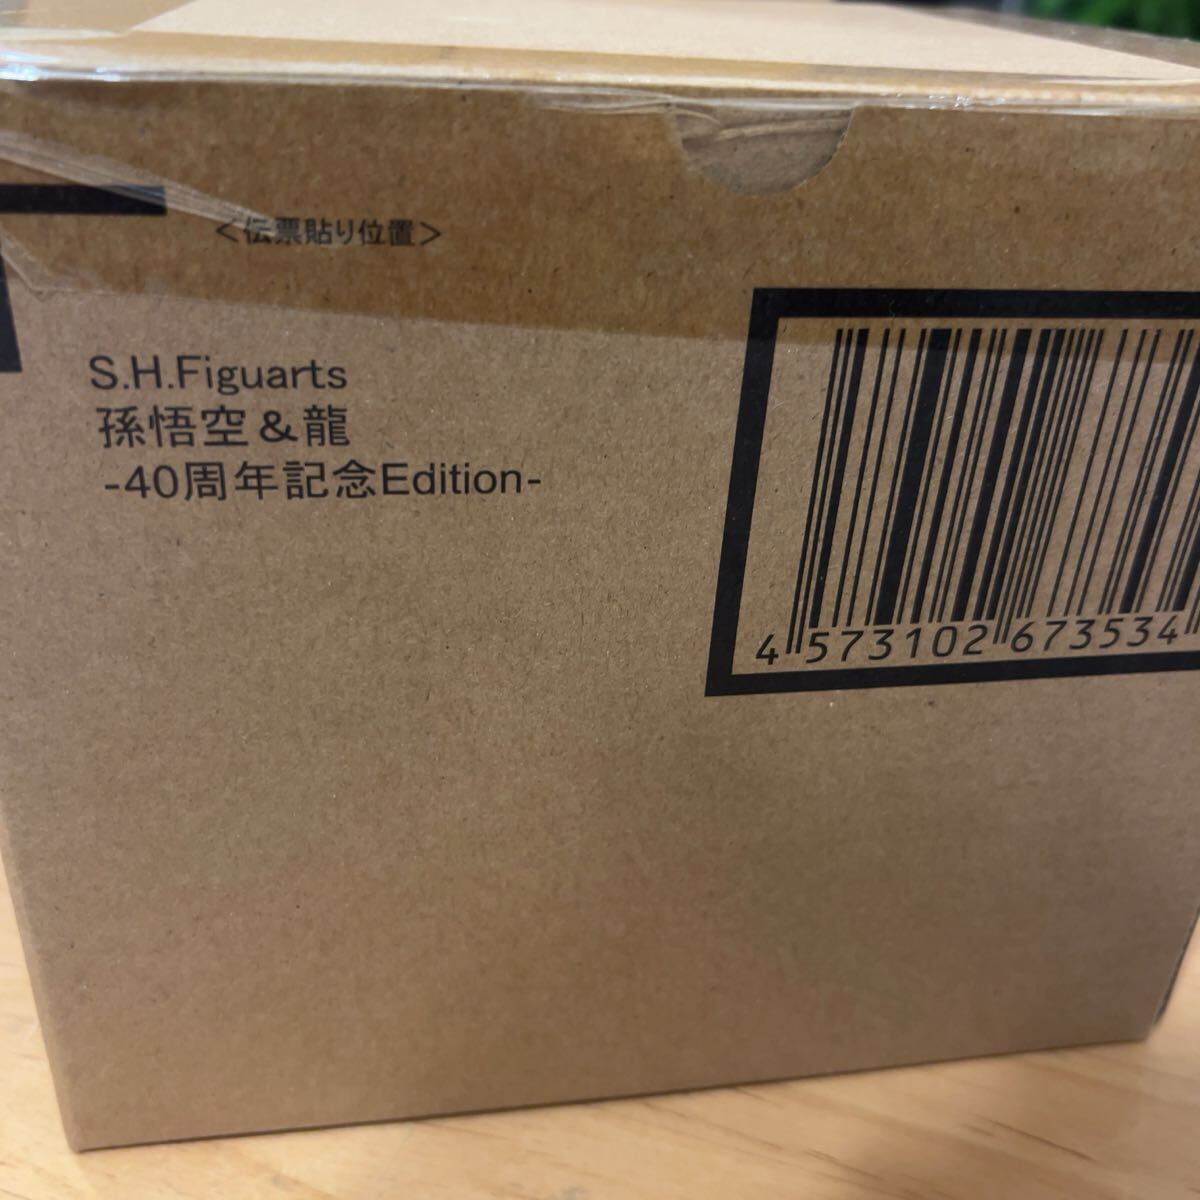 ＜伝票貼り位置＞
S.H.Figuarts
孫悟空＆龍
-40周年記念Edition-
4 573102 673534